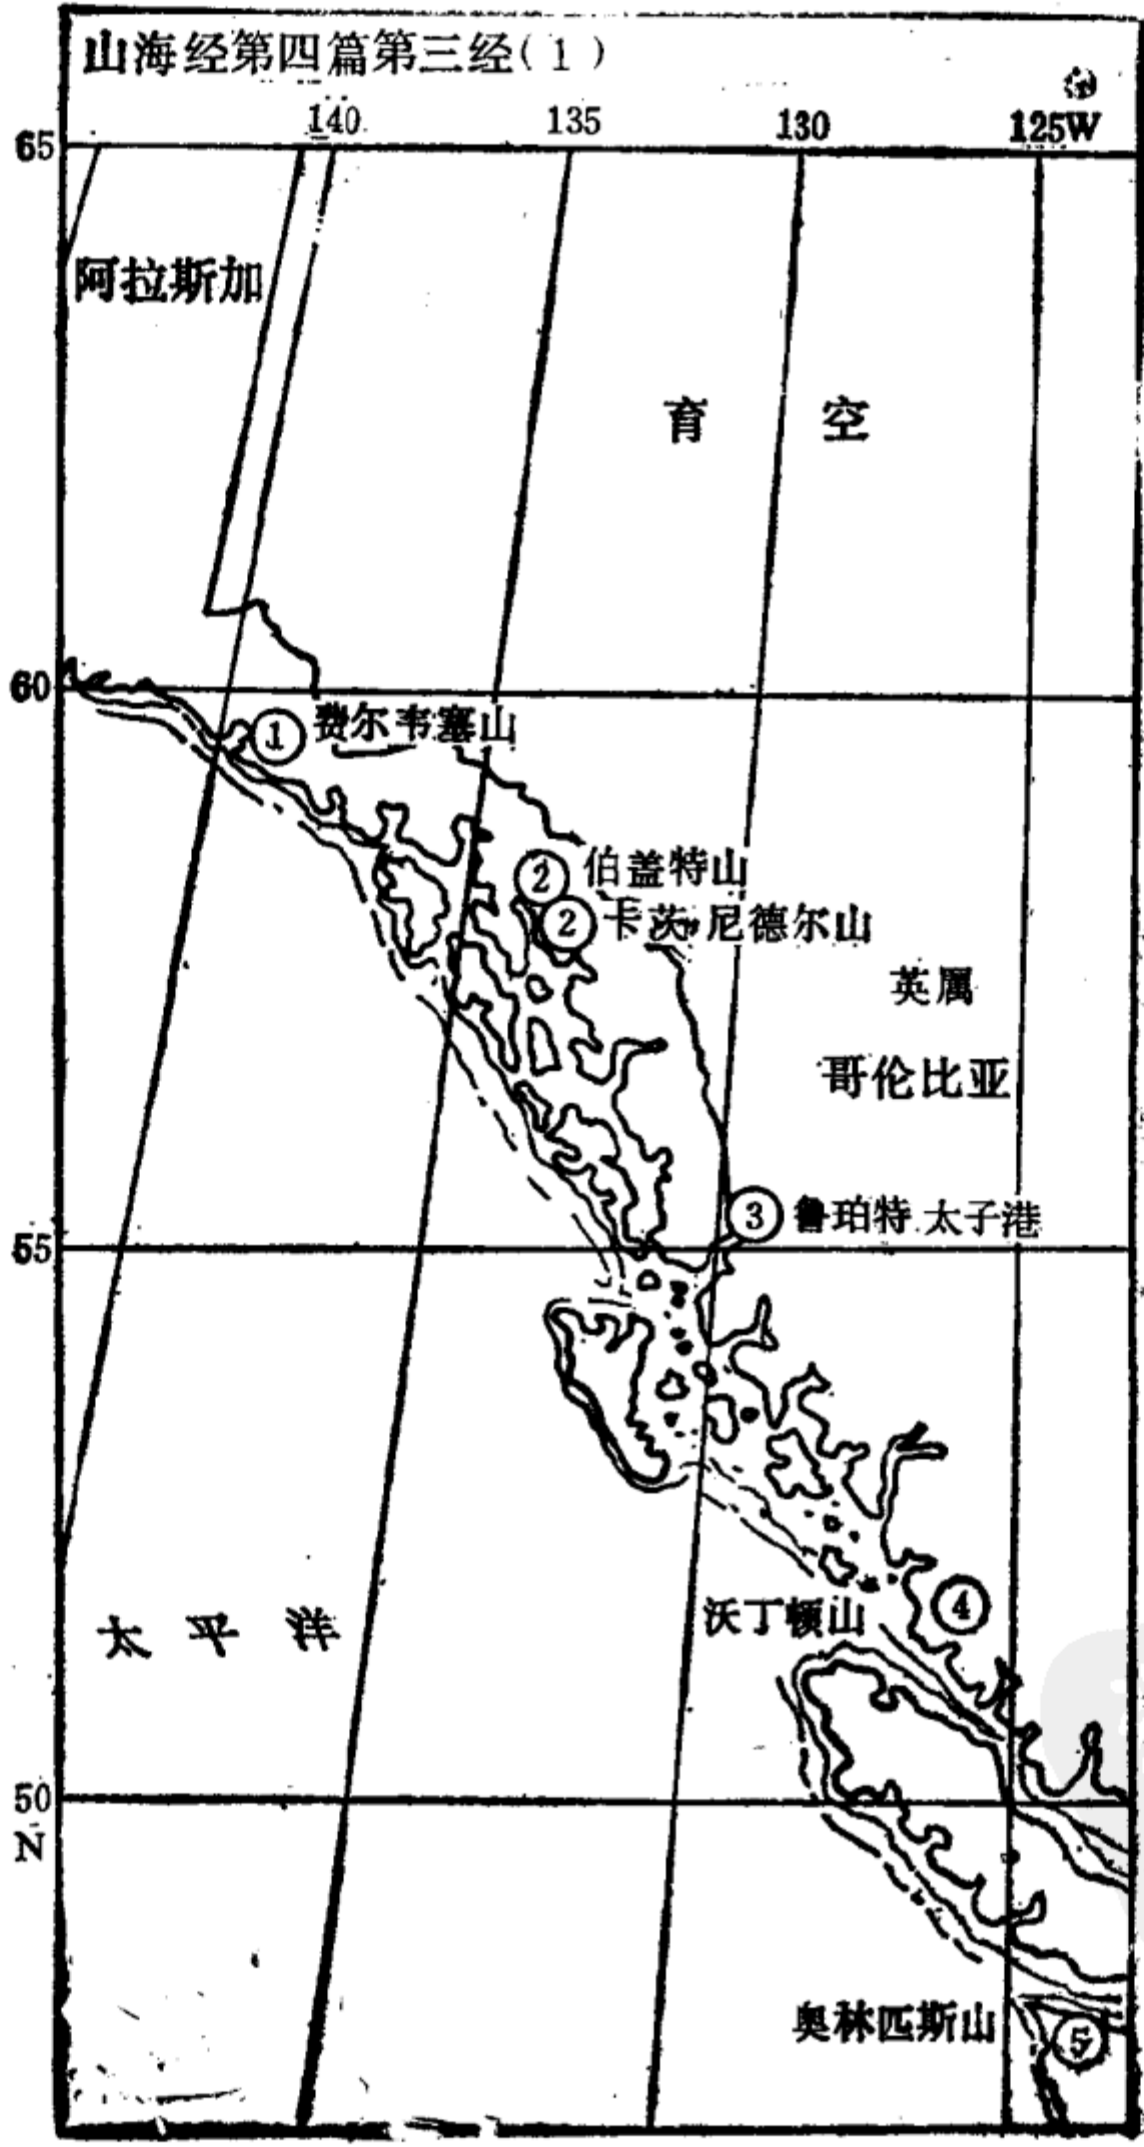 山海经第四篇第三经(1)
140 135 130 125W
65
阿拉斯加
育 空
60
① 费尔韦塞山
② 伯盖特山
② 卡茨·尼德尔山
英属
哥伦比亚
③ 鲁珀特太子港
55
太 平 洋
沃丁顿山 ④
50
N
奥林匹斯山 ⑤